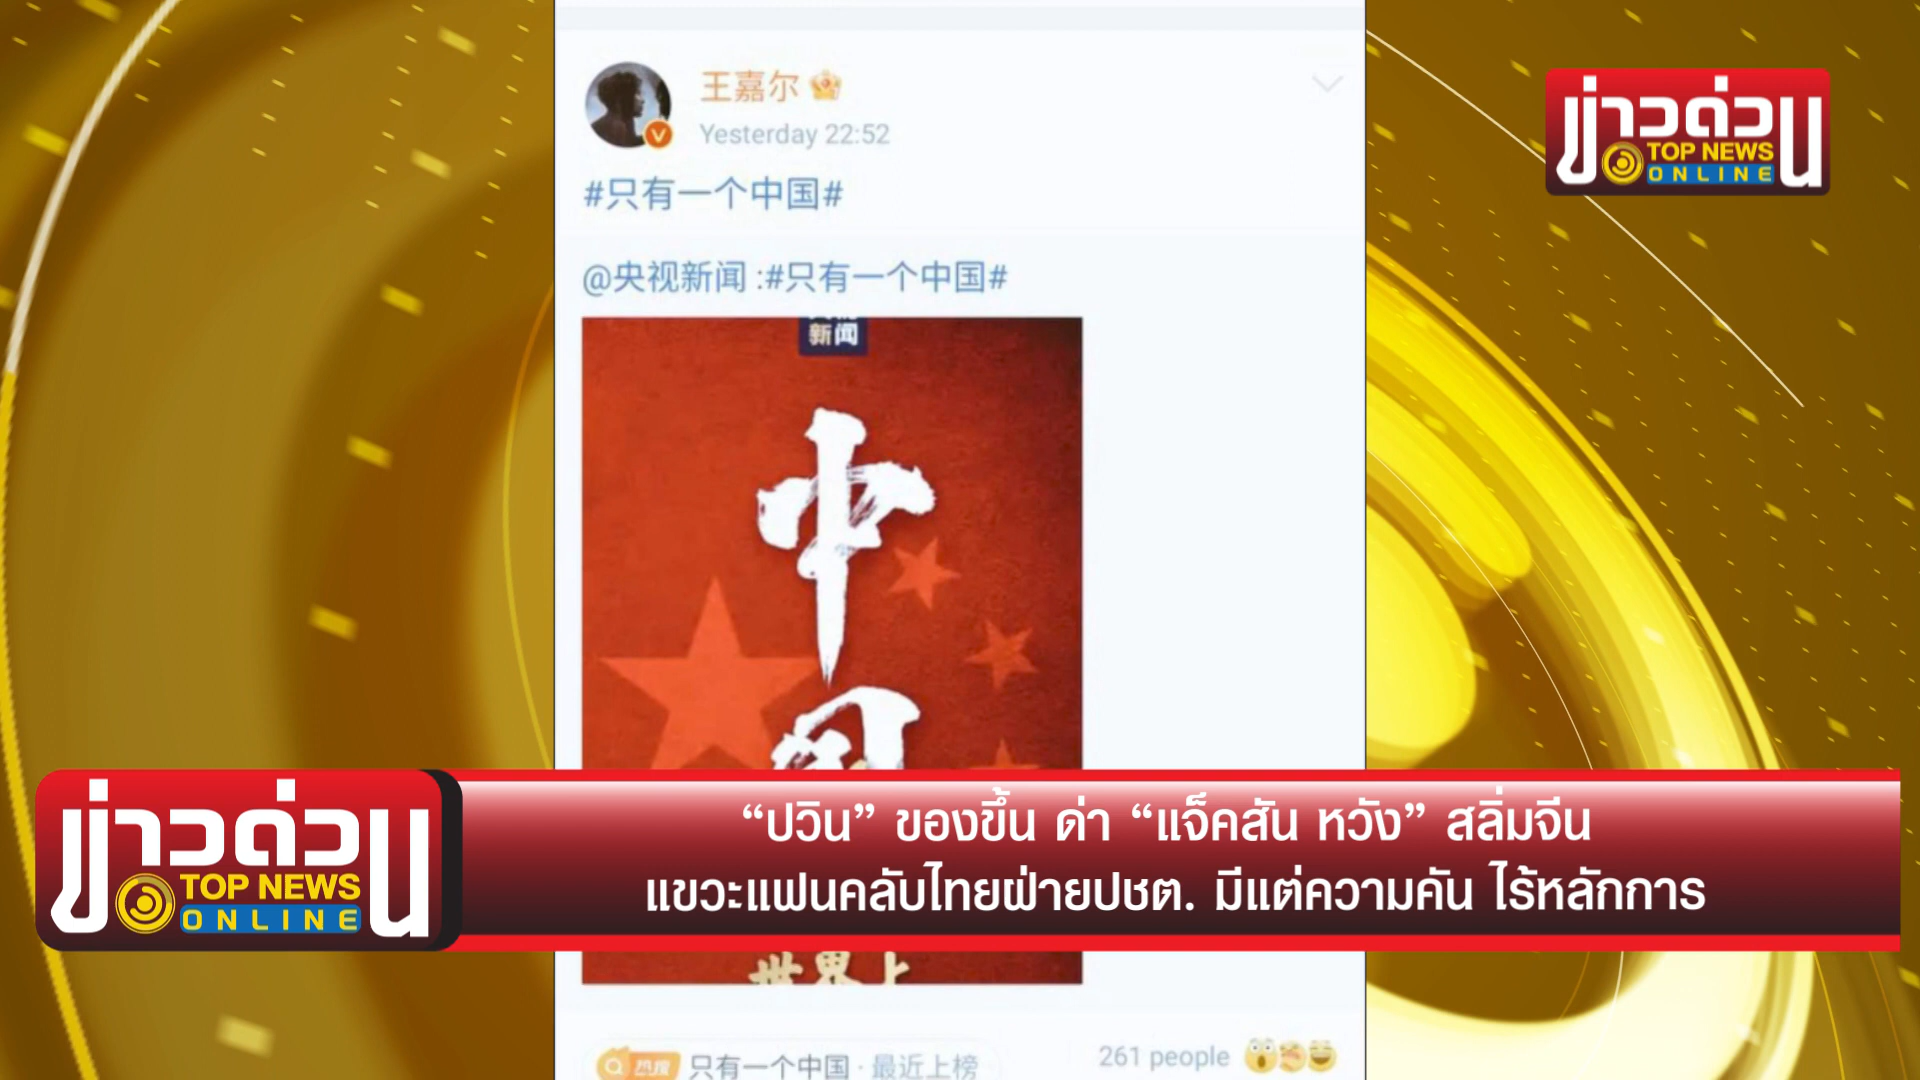 王嘉尔
Yesterday 22:52
#只有一个中国#
@央视新闻 :#只有一个中国#
新闻
中国
世界上
热搜 只有一个中国 · 最近上榜
261 people
ข่าวด่วน
TOP NEWS
ONLINE
ข่าวด่วน
TOP NEWS
ONLINE
“ปวิน” ของขึ้น ด่า “แจ็คสัน หวัง” สลิ่มจีน
แขวะแฟนคลับไทยฝ่ายปชต. มีแต่ความคัน ไร้หลักการ